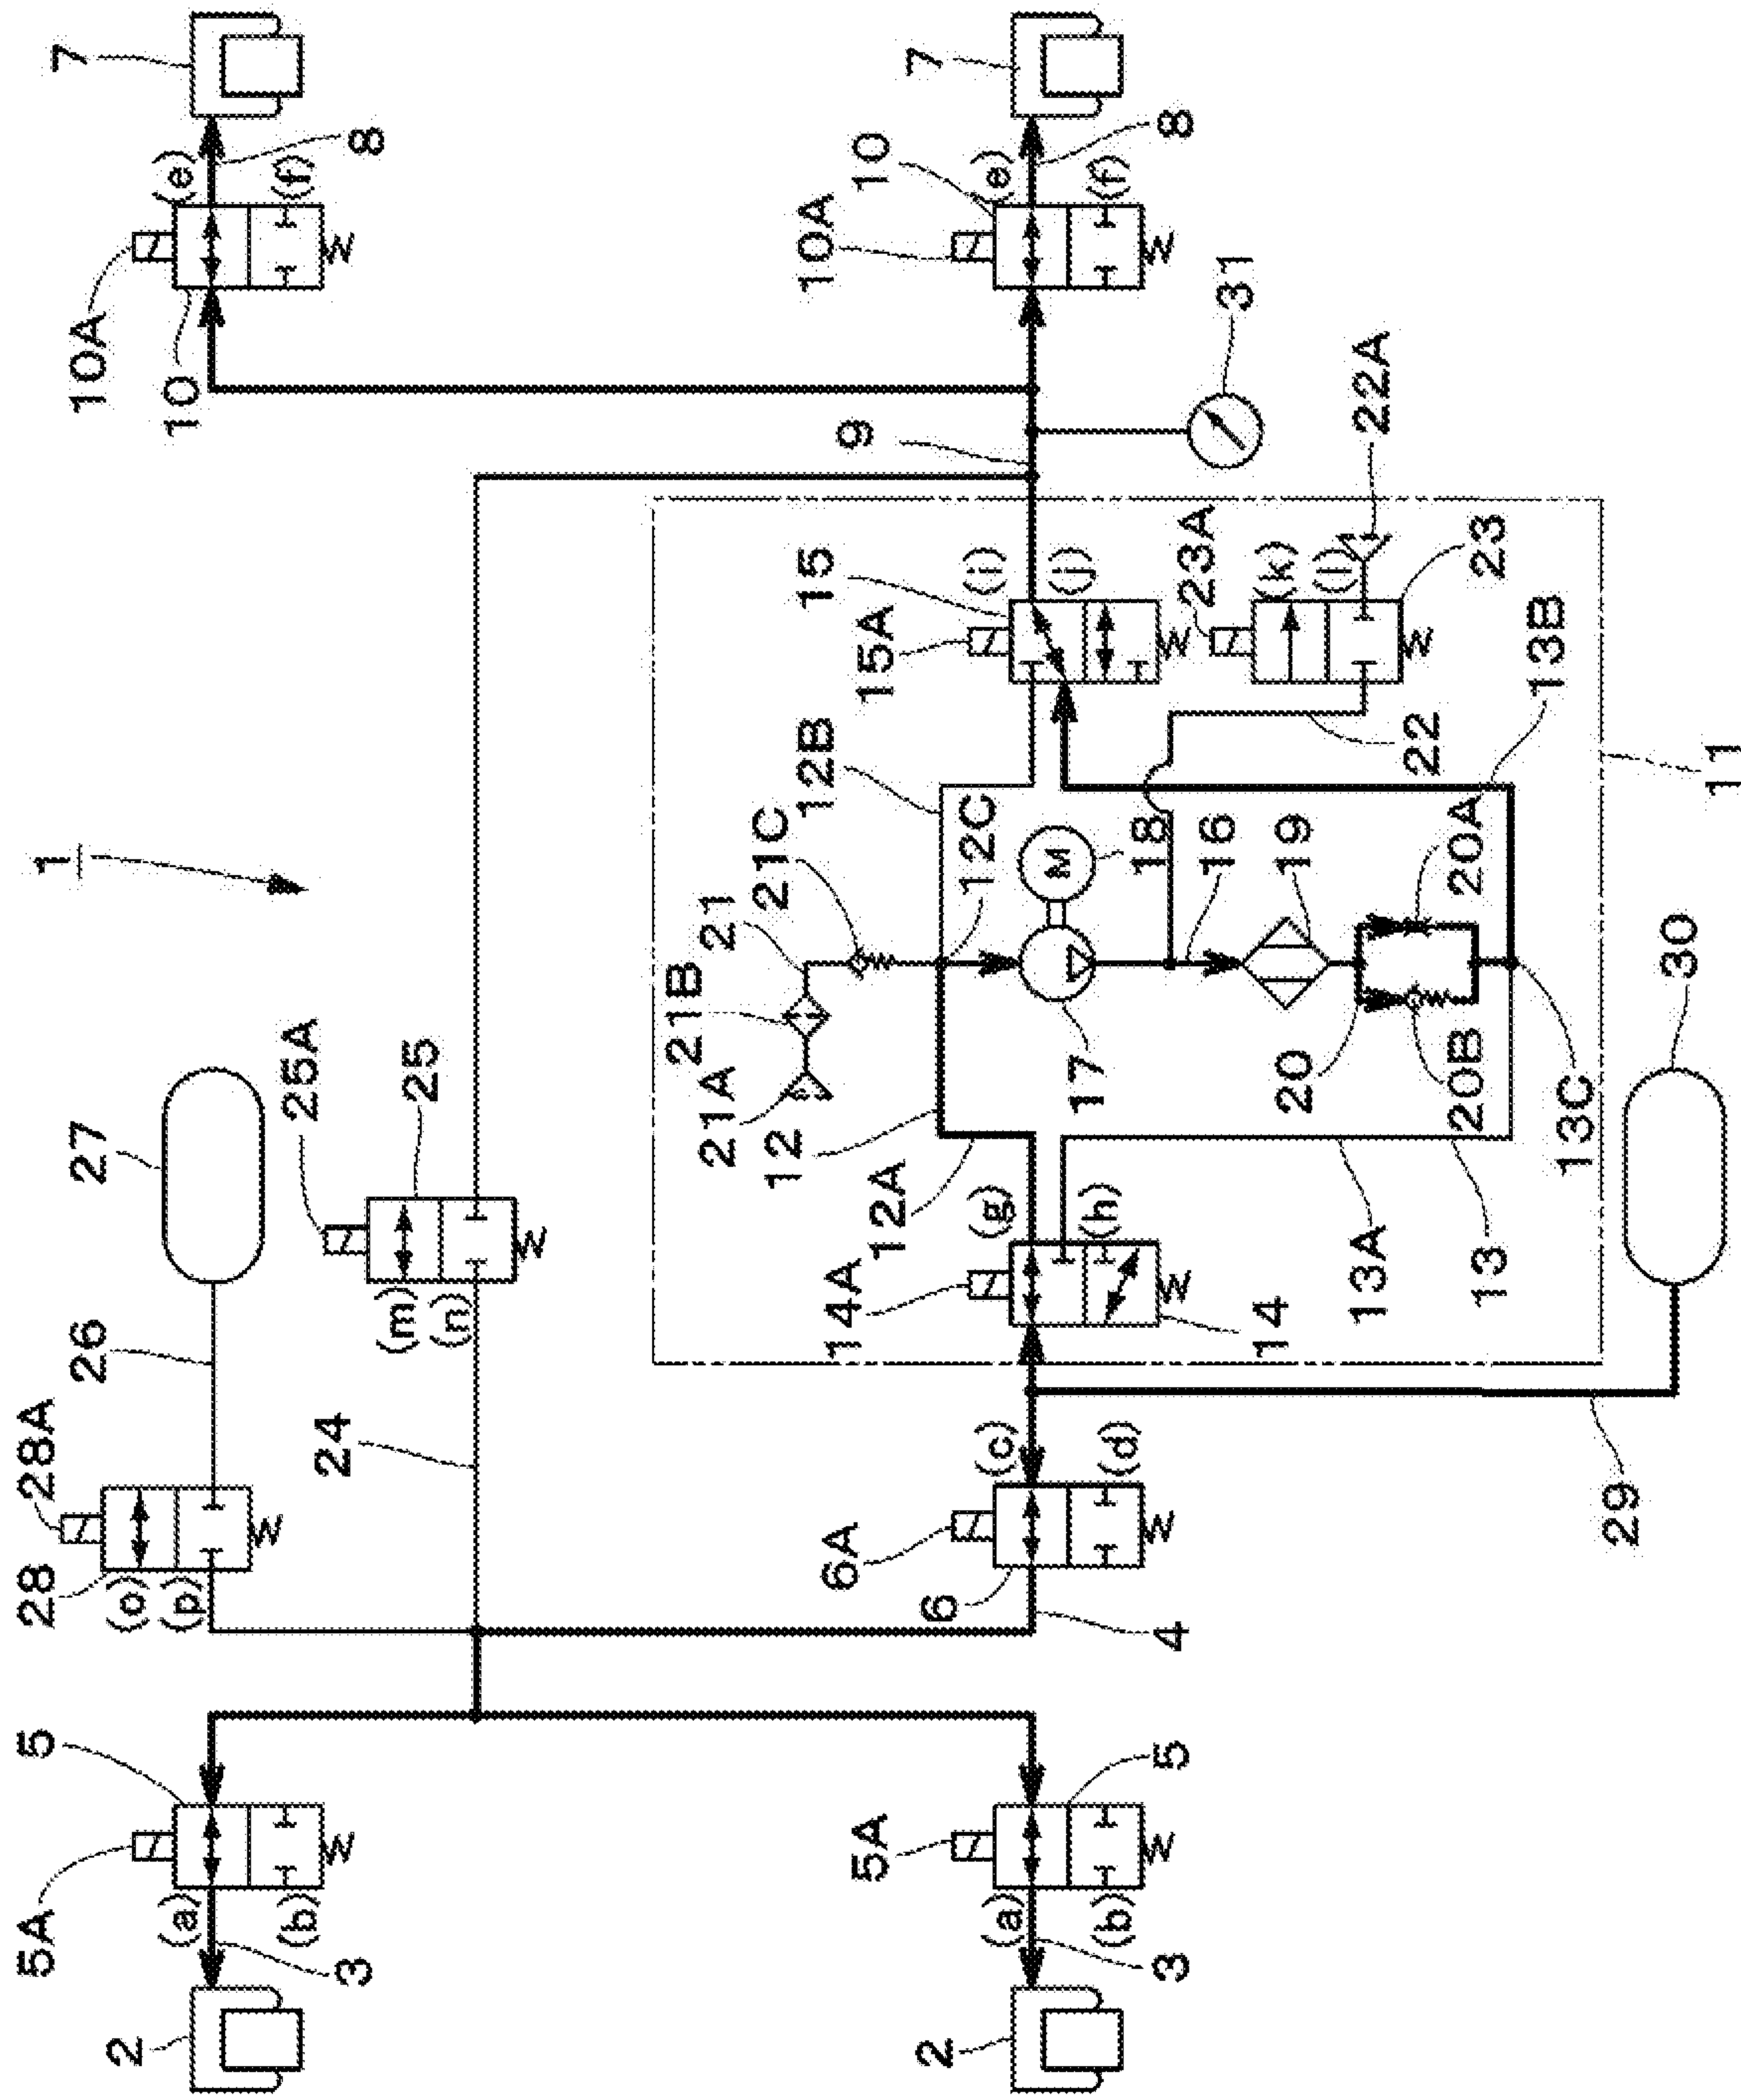 5A
5
28
28A
1
2
(o)
27
10A
7
(a)
(p)
26
10
(e)
(b)
25A
(f)
3
24
8
(m)
25
(n)
21B
21A
21
12
21C
12B
15
10A
5A
6A
14A
12A
15A
9
10
2
6
12C
7
(a)
(c)
(g)
(i)
(e)
17
M
(j)
(b)
(d)
(h)
(f)
3
5
4
18
23A
8
16
31
14
20
19
(k)
(l)
13A
22
22A
20B
20A
13
23
29
13C
13B
30
11